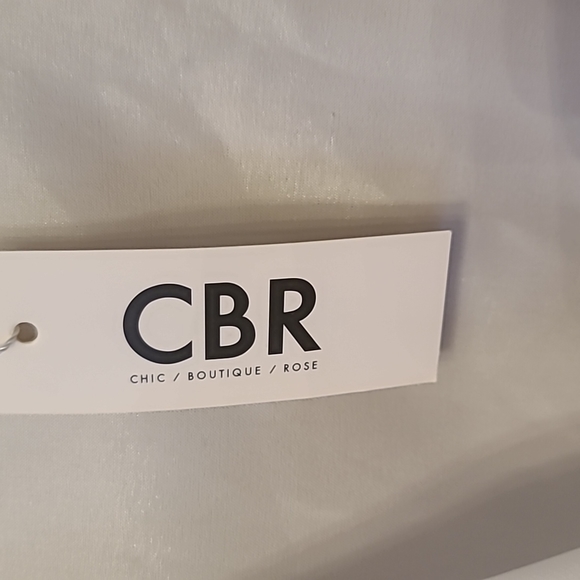 CBR
CHIC / BOUTIQUE / ROSE